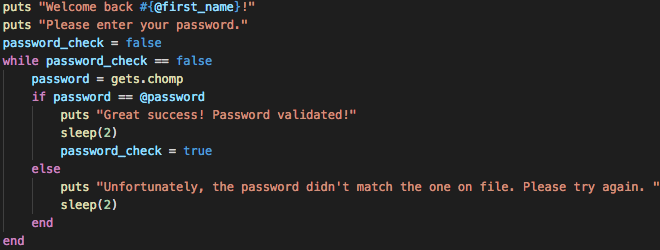 puts "Welcome back #{@first_name}!"
puts "Please enter your password."
password_check = false
while password_check == false
    password = gets.chomp
    if password == @password
        puts "Great success! Password validated!"
        sleep(2)
        password_check = true
    else
        puts "Unfortunately, the password didn't match the one on file. Please try again. "
        sleep(2)
    end
end